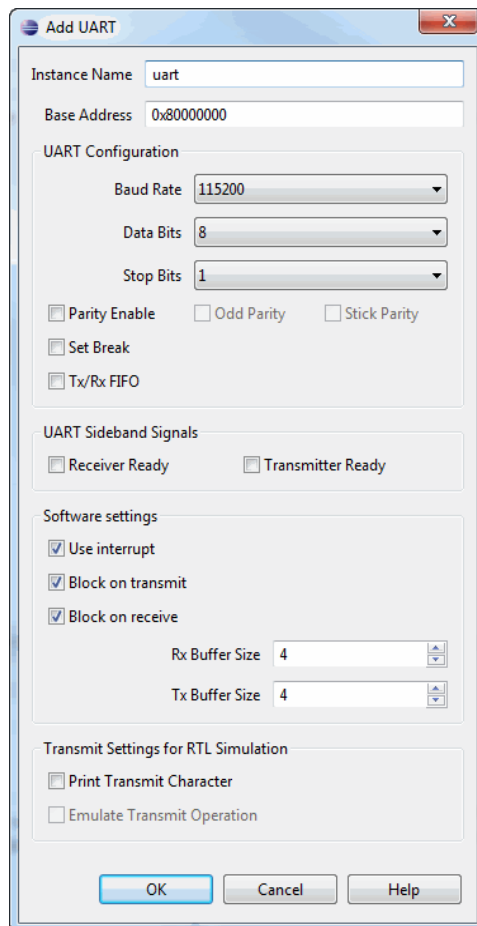 Add UART
Instance Name uart
Base Address 0x80000000
UART Configuration
Baud Rate 115200
Data Bits 8
Stop Bits 1
Parity Enable Odd Parity Stick Parity
Set Break
Tx/Rx FIFO
UART Sideband Signals
Receiver Ready Transmitter Ready
Software settings
Use interrupt
Block on transmit
Block on receive
Rx Buffer Size 4
Tx Buffer Size 4
Transmit Settings for RTL Simulation
Print Transmit Character
Emulate Transmit Operation
OK Cancel Help